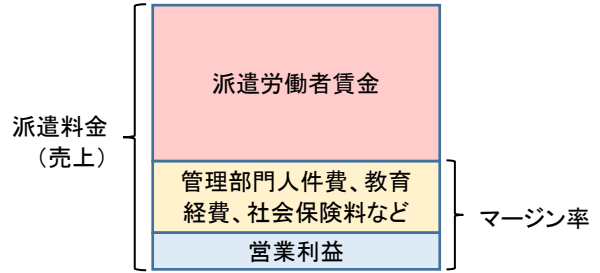 派遣労働者賃金
派遣料金
（売上）
管理部門人件費、教育
経費、社会保険料など
マージン率
営業利益